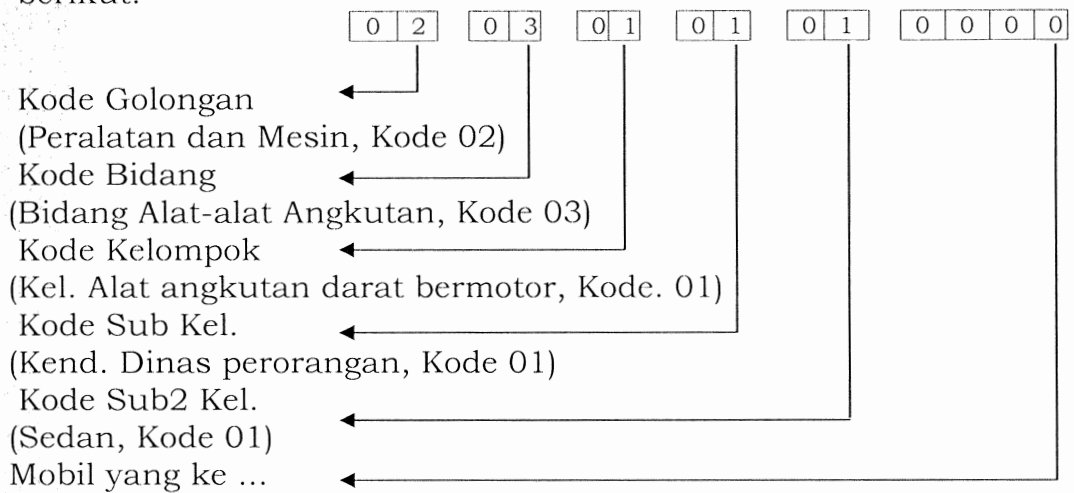 berikut:
0 2 0 3 0 1 0 1 0 1 0 0 0 0
Kode Golongan
(Peralatan dan Mesin, Kode 02)
Kode Bidang
(Bidang Alat-alat Angkutan, Kode 03)
Kode Kelompok
(Kel. Alat angkutan darat bermotor, Kode. 01)
Kode Sub Kel.
(Kend. Dinas perorangan, Kode 01)
Kode Sub2 Kel.
(Sedan, Kode 01)
Mobil yang ke ...